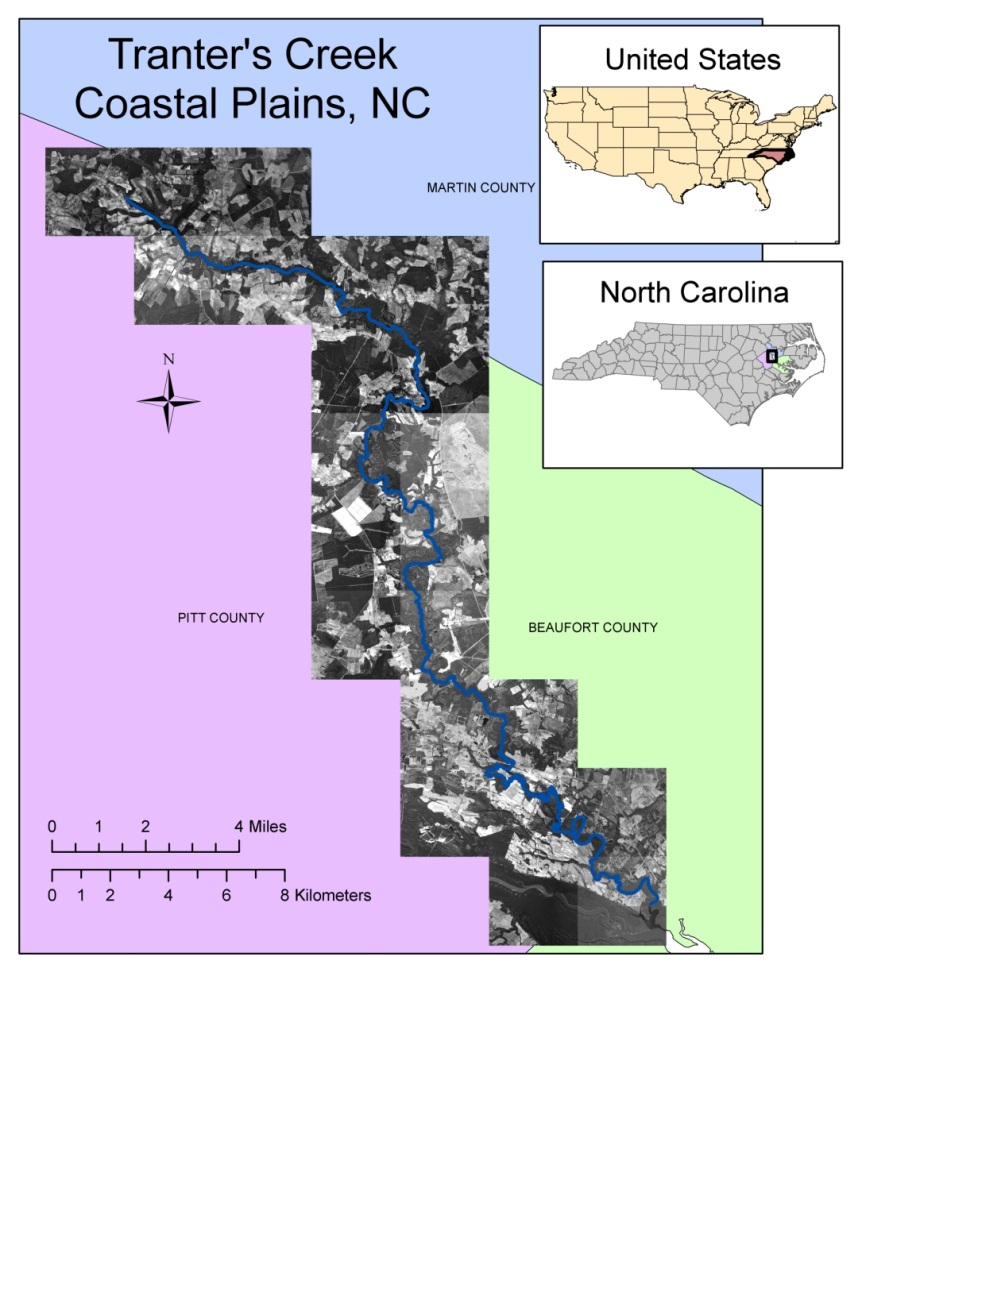 Tranter's Creek
Coastal Plains, NC
United States
MARTIN COUNTY
North Carolina
N
PITT COUNTY
BEAUFORT COUNTY
0 1 2 4 Miles
0 1 2 4 6 8 Kilometers